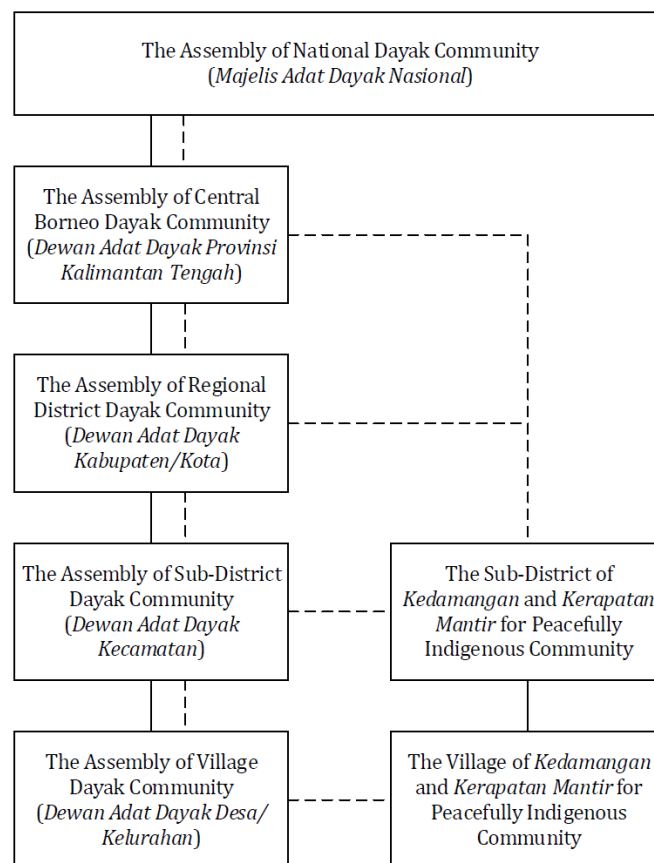 The Assembly of National Dayak Community
(Majelis Adat Dayak Nasional)
The Assembly of Central
Borneo Dayak Community
(Dewan Adat Dayak Provinsi
Kalimantan Tengah)
The Assembly of Regional
District Dayak Community
(Dewan Adat Dayak
Kabupaten/Kota)
The Assembly of Sub-District
Dayak Community
(Dewan Adat Dayak
Kecamatan)
The Sub-District of
Kedamangan and Kerapatan
Mantir for Peacefully
Indigenous Community
The Assembly of Village
Dayak Community
(Dewan Adat Dayak Desa/
Kelurahan)
The Village of Kedamangan
and Kerapatan Mantir for
Peacefully Indigenous
Community